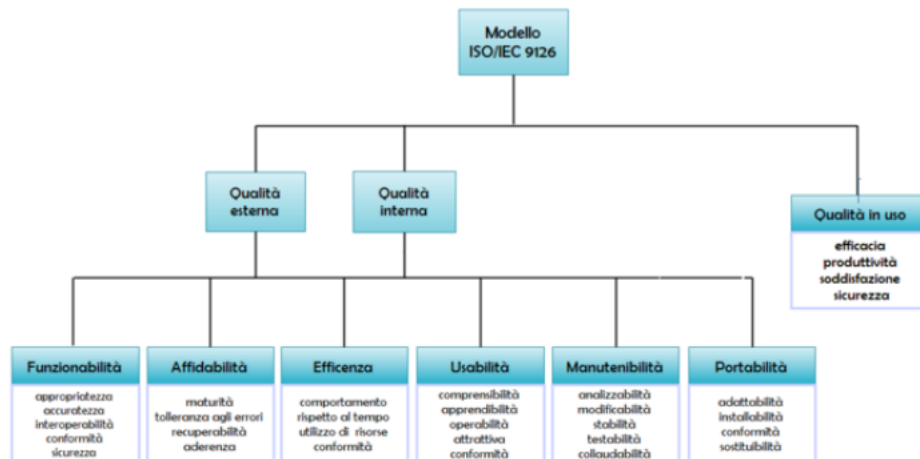 Modello
ISO/IEC 9126
Qualità
esterna
Qualità
interna
Qualità in uso
efficacia
produttività
soddisfazione
sicurezza
Funzionabilità
appropriatezza
accuratezza
interoperabilità
conformità
sicurezza
Affidabilità
maturità
tolleranza agli errori
recuperabilità
aderenza
Efficenza
comportamento
rispetto al tempo
utilizzo di risorse
conformità
Usabilità
comprensibilità
apprendibilità
operabilità
attrattiva
conformità
Manutenibilità
analizzabilità
modificabilità
stabilità
testabilità
collaudabilità
Portabilità
adattabilità
installabilità
conformità
sostituibilità